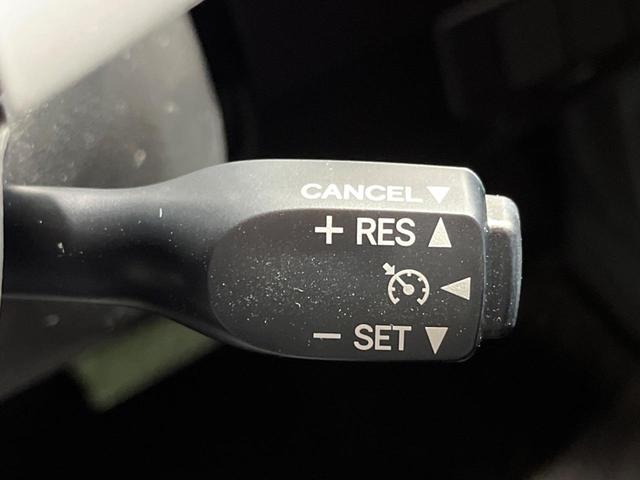 CANCEL ▼
+ RES ▲
◀
− SET ▼